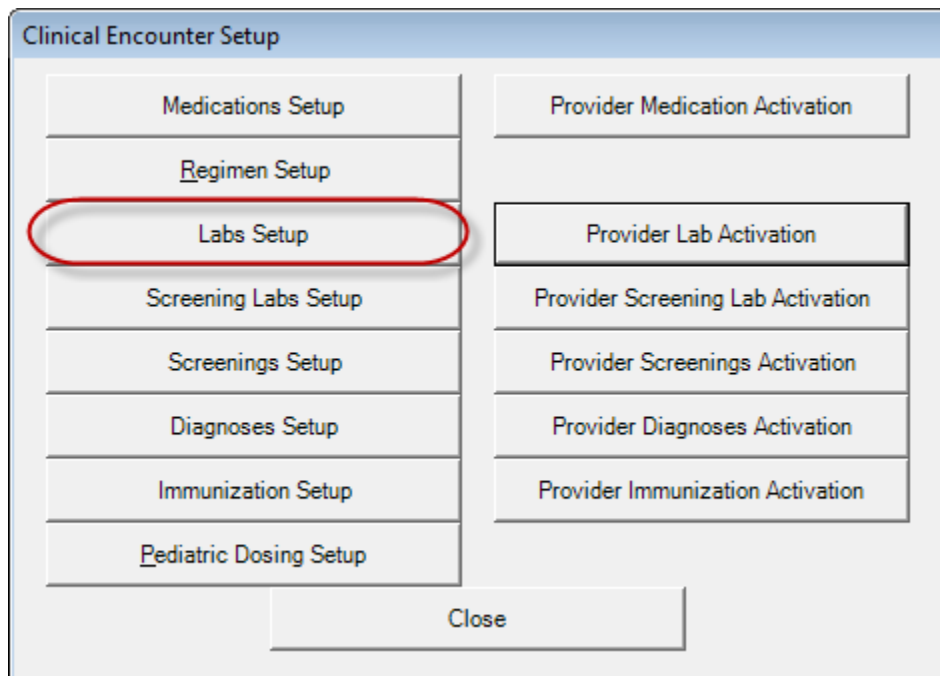 Clinical Encounter Setup
Medications Setup
Provider Medication Activation
Regimen Setup
Labs Setup
Provider Lab Activation
Screening Labs Setup
Provider Screening Lab Activation
Screenings Setup
Provider Screenings Activation
Diagnoses Setup
Provider Diagnoses Activation
Immunization Setup
Provider Immunization Activation
Pediatric Dosing Setup
Close